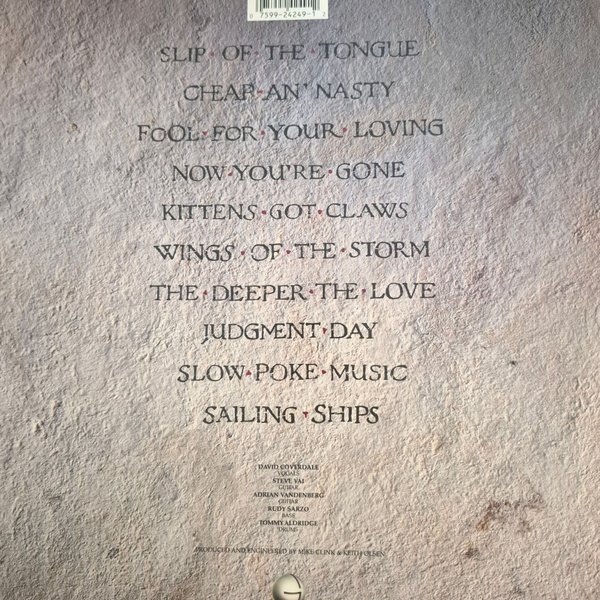 0 7599-24249-1 2
SLIP · OF · THE · TONGUE
CHEAP · AN' NASTY
FOOL · FOR · YOUR · LOVING
NOW · YOU'RE · GONE
KITTENS · GOT · CLAWS
WINGS · OF · THE · STORM
THE · DEEPER · THE · LOVE
JUDGMENT · DAY
SLOW · POKE · MUSIC
SAILING · SHIPS
DAVID COVERDALE
VOCALS
STEVE VAI
GUITAR
ADRIAN VANDENBERG
GUITAR
RUDY SARZO
BASS
TOMMY ALDRIDGE
DRUMS
PRODUCED AND ENGINEERED BY MIKE CLINK & KEITH OLSEN